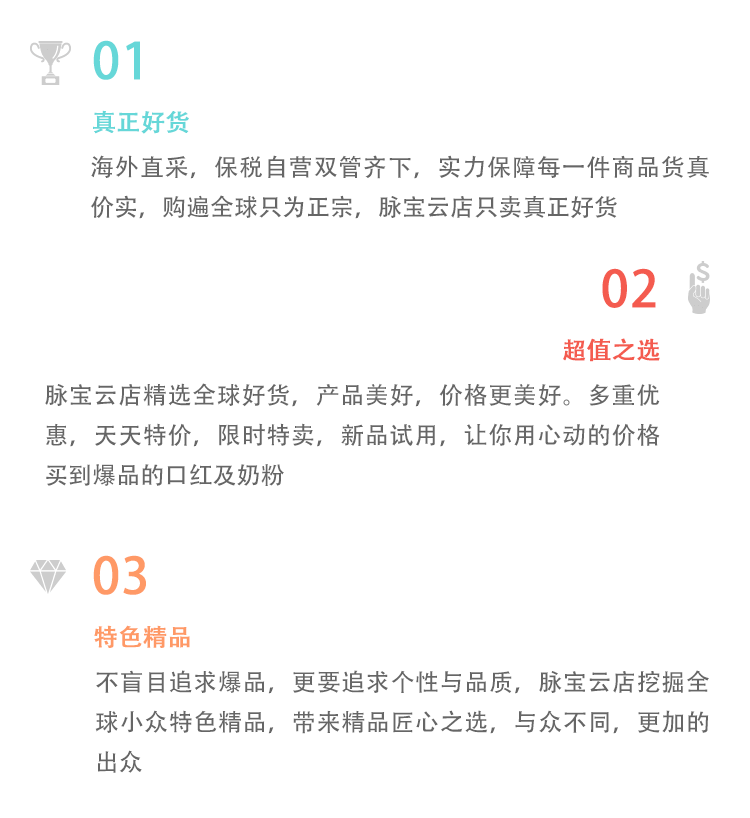 01
真正好货
海外直采，保税自营双管齐下，实力保障每一件商品货真
价实，购遍全球只为正宗，脉宝云店只卖真正好货
$
02
超值之选
脉宝云店精选全球好货，产品美好，价格更美好。多重优
惠，天天特价，限时特卖，新品试用，让你用心动的价格
买到爆品的口红及奶粉
03
特色精品
不盲目追求爆品，更要追求个性与品质，脉宝云店挖掘全
球小众特色精品，带来精品匠心之选，与众不同，更加的
出众